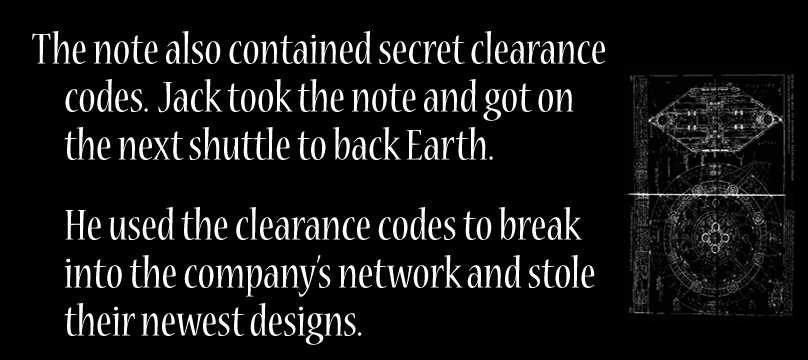 The note also contained secret clearance
codes. Jack took the note and got on
the next shuttle to back Earth.
He used the clearance codes to break
into the company's network and stole
their newest designs.